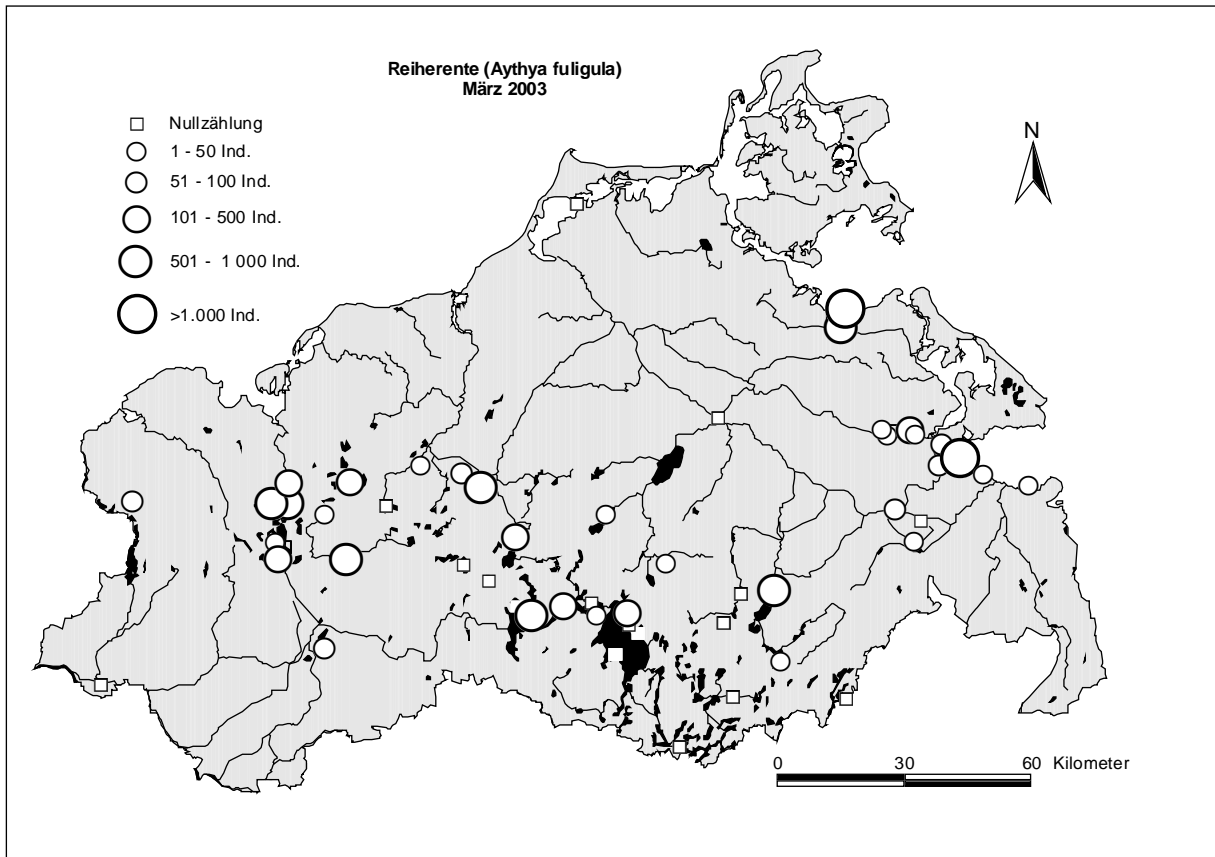 Reiherente (Aythya fuligula)
März 2003
Nullzählung
1 - 50 Ind.
51 - 100 Ind.
101 - 500 Ind.
501 - 1 000 Ind.
>1.000 Ind.
N
0 30 60 Kilometer